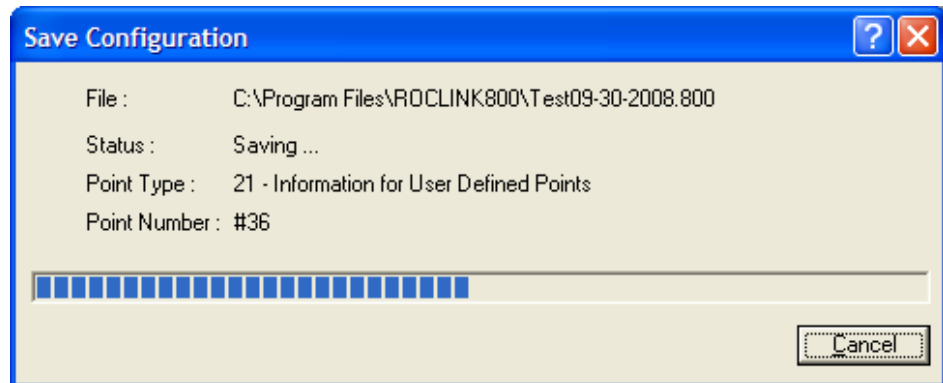 Save Configuration
File : C:\Program Files\ROCLINK800\Test09-30-2008.800
Status : Saving ...
Point Type : 21 - Information for User Defined Points
Point Number : #36
Cancel